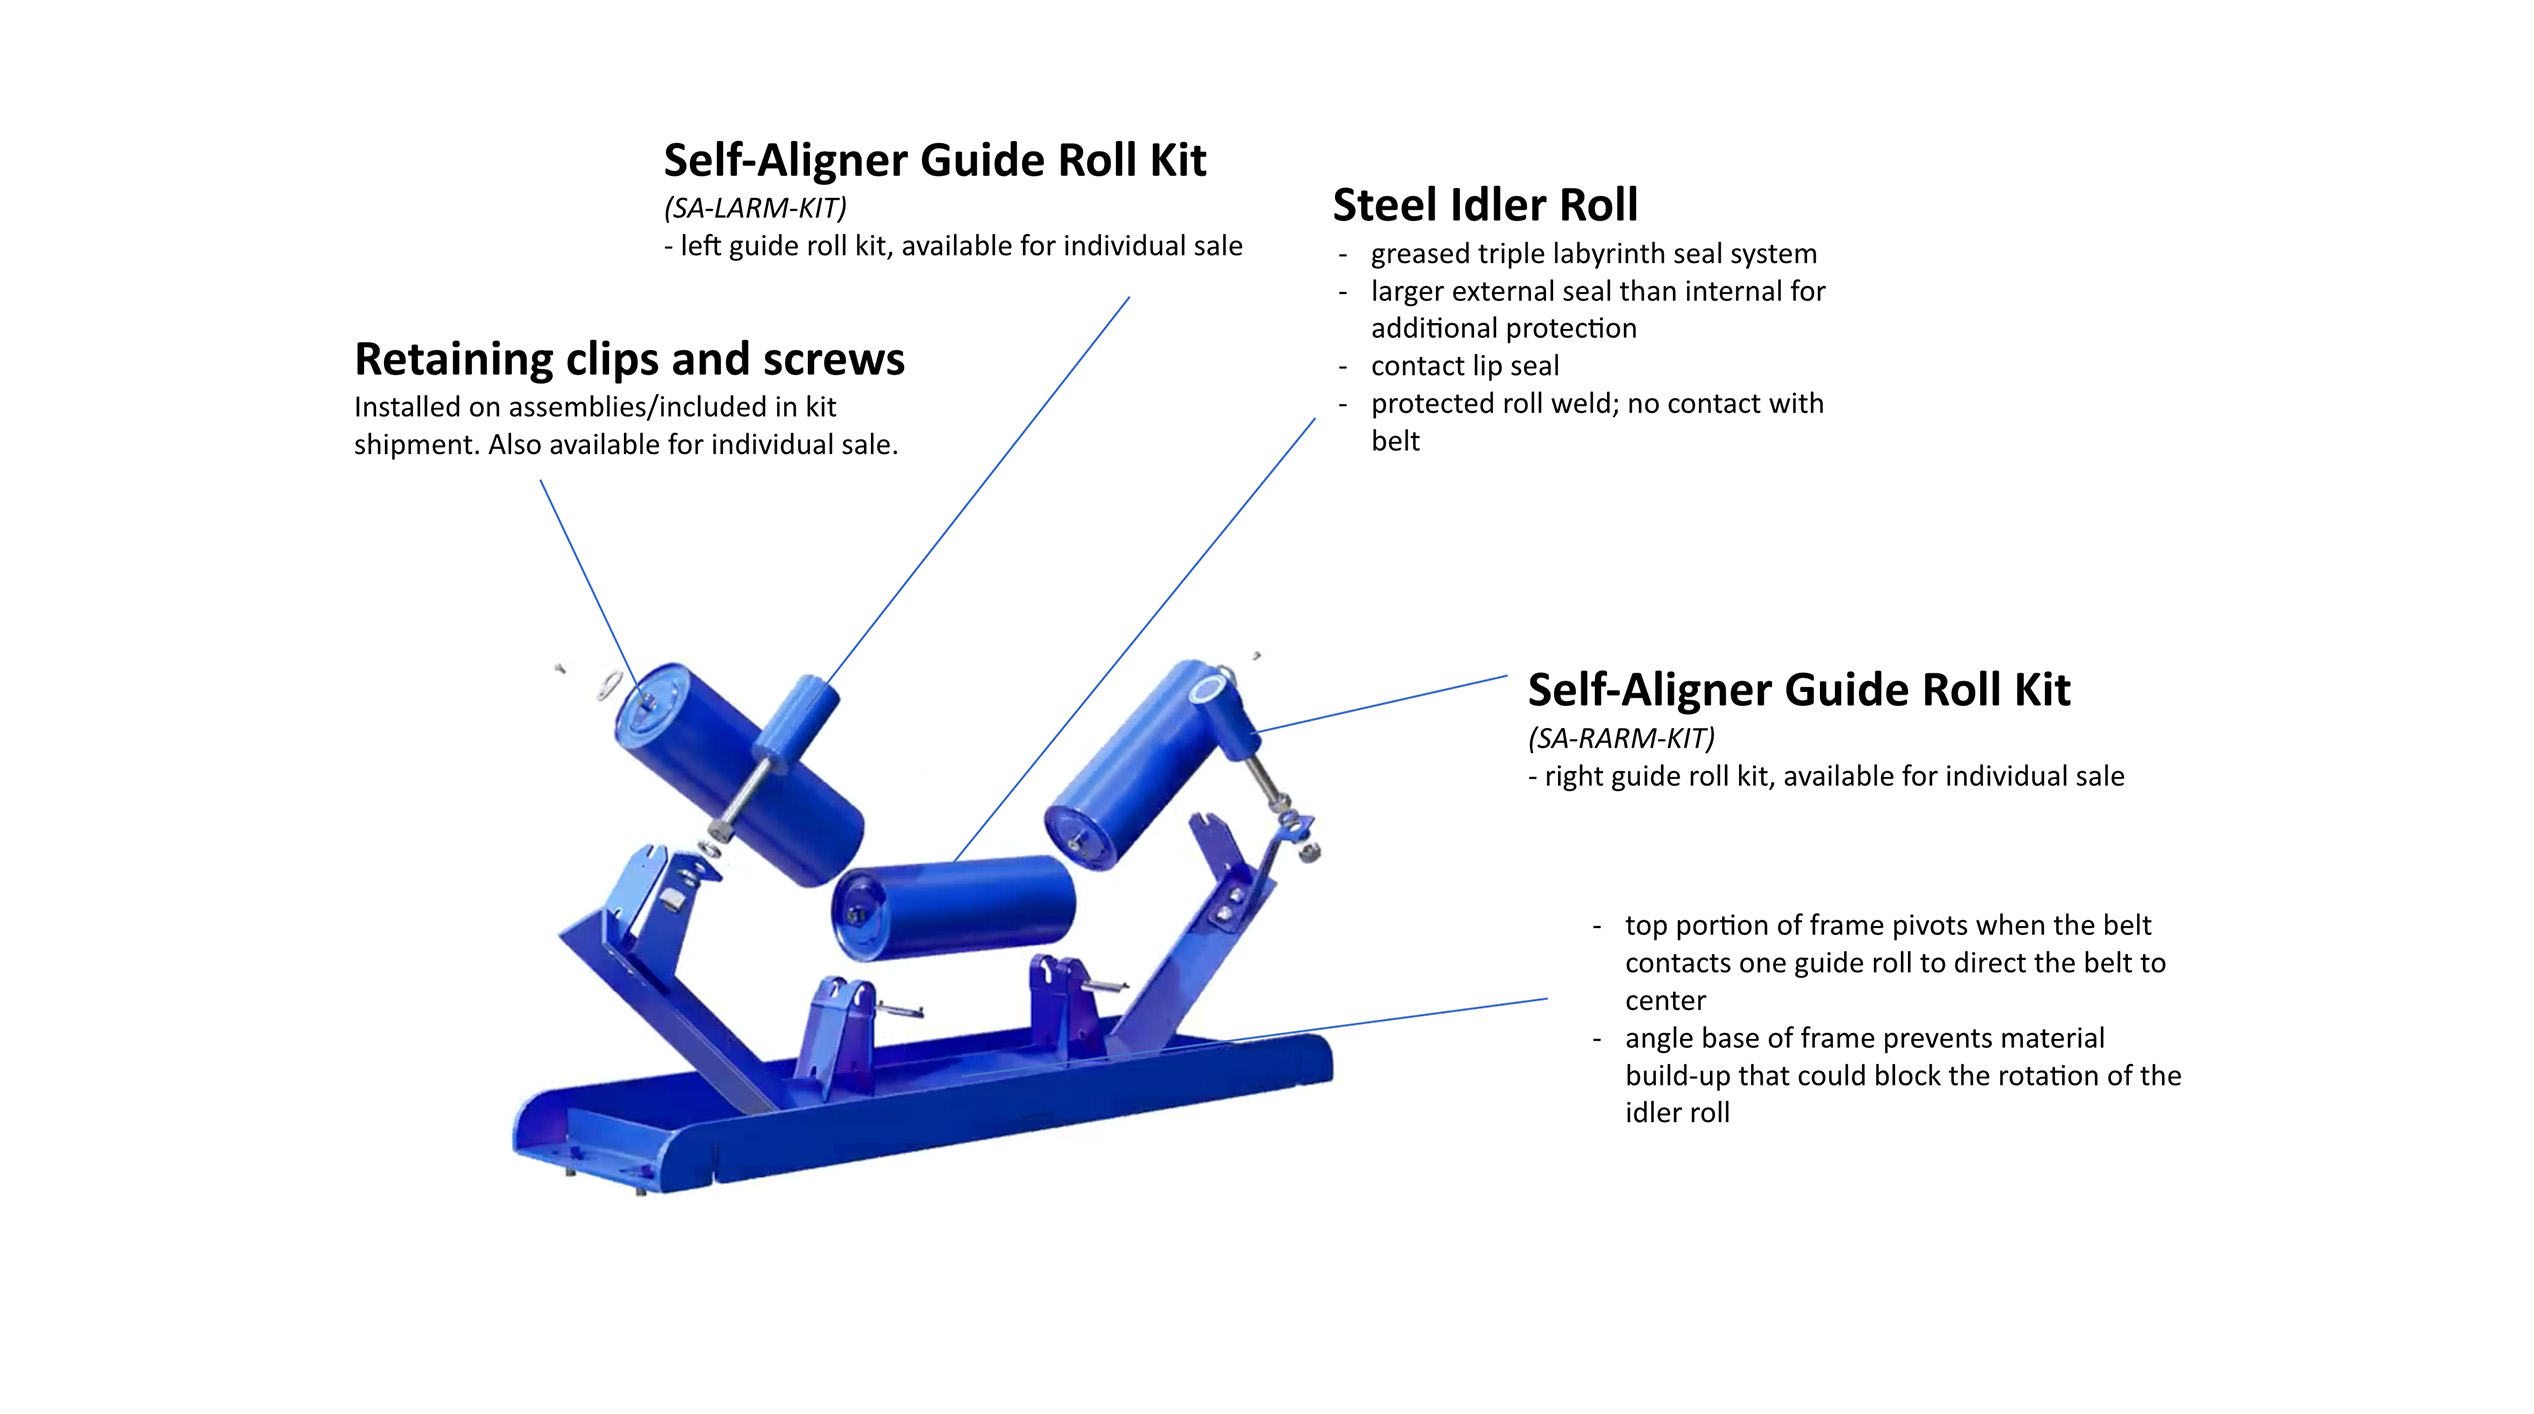 Self-Aligner Guide Roll Kit
(SA-LARM-KIT)
- left guide roll kit, available for individual sale
Steel Idler Roll
- greased triple labyrinth seal system
- larger external seal than internal for
additional protection
- contact lip seal
- protected roll weld; no contact with
belt
Retaining clips and screws
Installed on assemblies/included in kit
shipment. Also available for individual sale.
Self-Aligner Guide Roll Kit
(SA-RARM-KIT)
- right guide roll kit, available for individual sale
- top portion of frame pivots when the belt
contacts one guide roll to direct the belt to
center
- angle base of frame prevents material
build-up that could block the rotation of the
idler roll